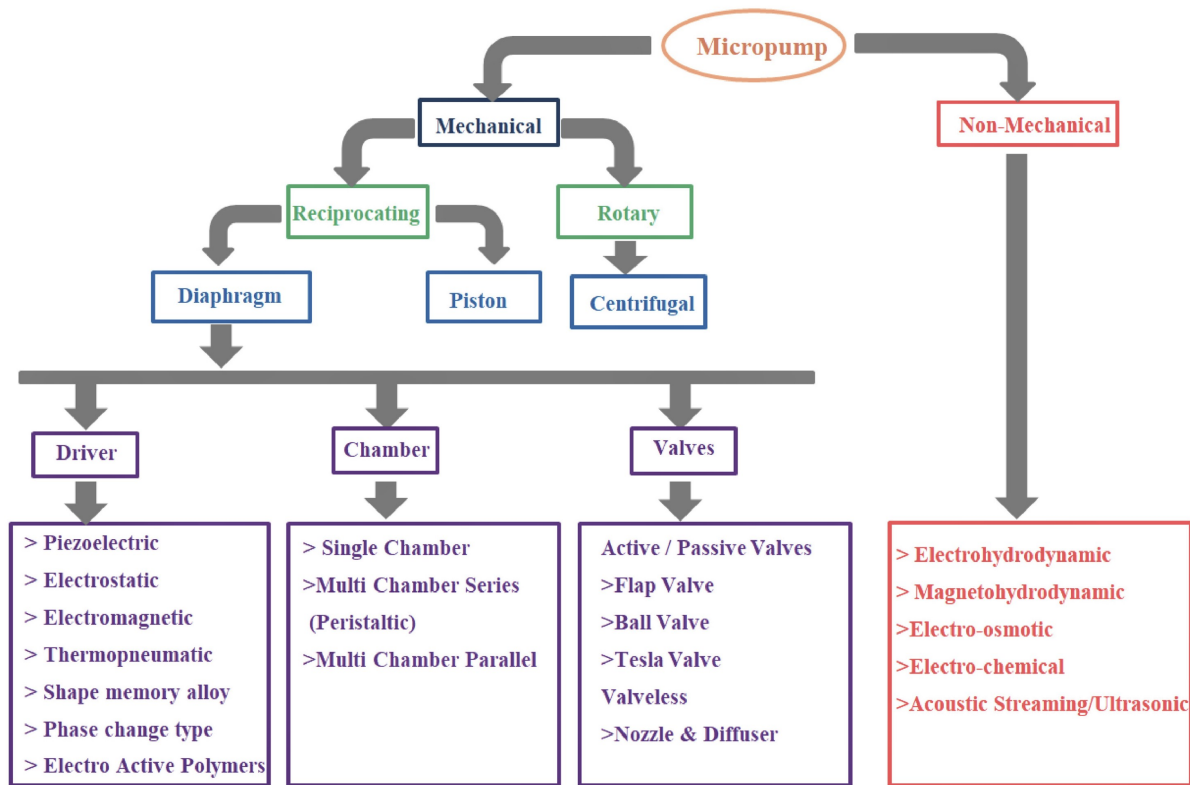 Micropump
Mechanical
Non-Mechanical
Reciprocating
Rotary
Diaphragm
Piston
Centrifugal
Driver
Chamber
Valves
> Piezoelectric
> Electrostatic
> Electromagnetic
> Thermopneumatic
> Shape memory alloy
> Phase change type
> Electro Active Polymers
> Single Chamber
>Multi Chamber Series
(Peristaltic)
>Multi Chamber Parallel
Active / Passive Valves
>Flap Valve
>Ball Valve
>Tesla Valve
Valveless
>Nozzle & Diffuser
> Electrohydrodynamic
> Magnetohydrodynamic
>Electro-osmotic
>Electro-chemical
>Acoustic Streaming/Ultrasonic